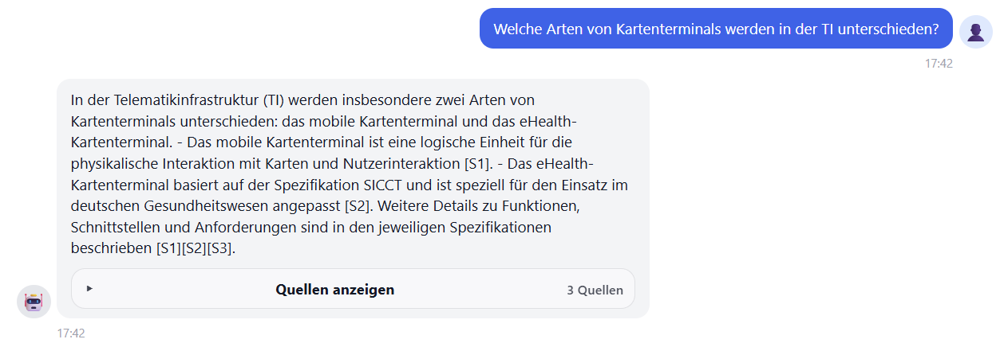 Welche Arten von Kartenterminals werden in der TI unterschieden?
17:42
In der Telematikinfrastruktur (TI) werden insbesondere zwei Arten von
Kartenterminals unterschieden: das mobile Kartenterminal und das eHealth-
Kartenterminal. - Das mobile Kartenterminal ist eine logische Einheit für die
physikalische Interaktion mit Karten und Nutzerinteraktion [S1]. - Das eHealth-
Kartenterminal basiert auf der Spezifikation SICCT und ist speziell für den Einsatz im
deutschen Gesundheitswesen angepasst [S2]. Weitere Details zu Funktionen,
Schnittstellen und Anforderungen sind in den jeweiligen Spezifikationen
beschrieben [S1][S2][S3].
Quellen anzeigen 3 Quellen
17:42